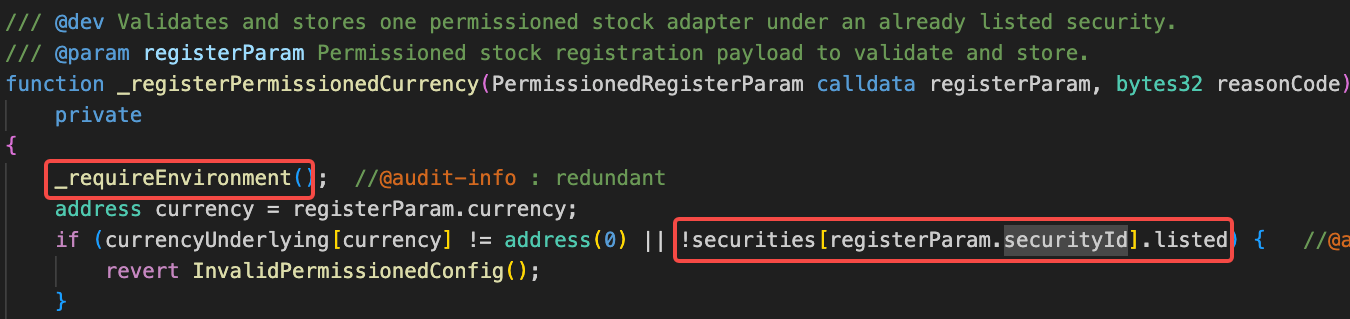 /// @dev Validates and stores one permissioned stock adapter under an already listed security.
/// @param registerParam Permissioned stock registration payload to validate and store.
function _registerPermissionedCurrency(PermissionedRegisterParam calldata registerParam, bytes32 reasonCode)
    private
{
    _requireEnvironment();  //@audit-info : redundant
    address currency = registerParam.currency;
    if (currencyUnderlying[currency] != address(0) || !securities[registerParam.securityId].listed) {   //@a
        revert InvalidPermissionedConfig();
    }